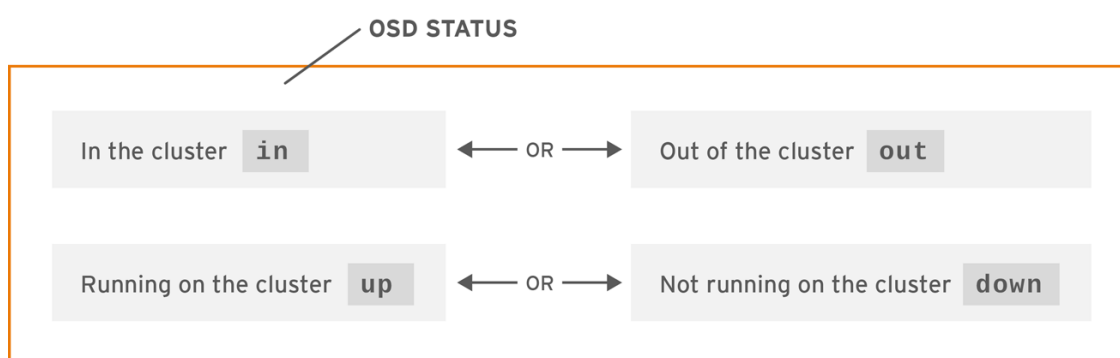 OSD STATUS
In the cluster in OR Out of the cluster out
Running on the cluster up OR Not running on the cluster down